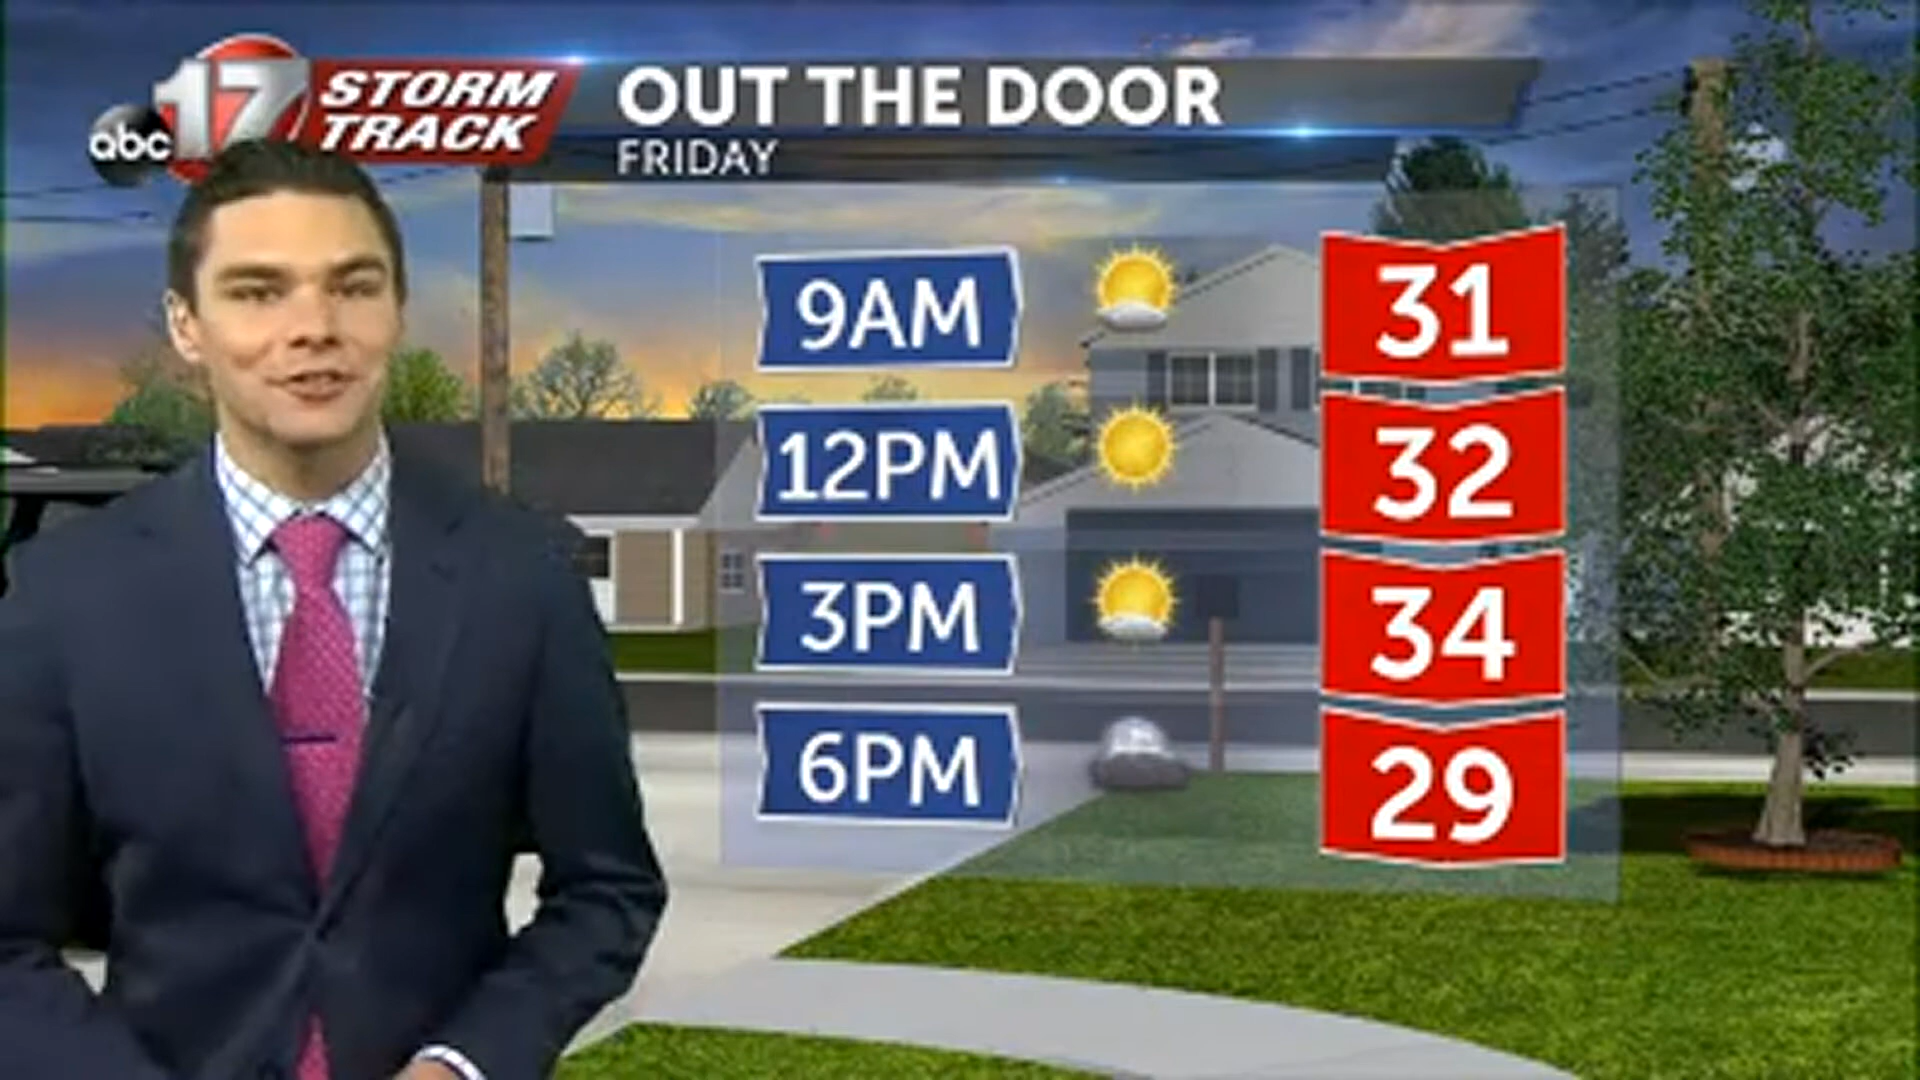 abc 17 STORM TRACK
OUT THE DOOR
FRIDAY
9AM 31
12PM 32
3PM 34
6PM 29